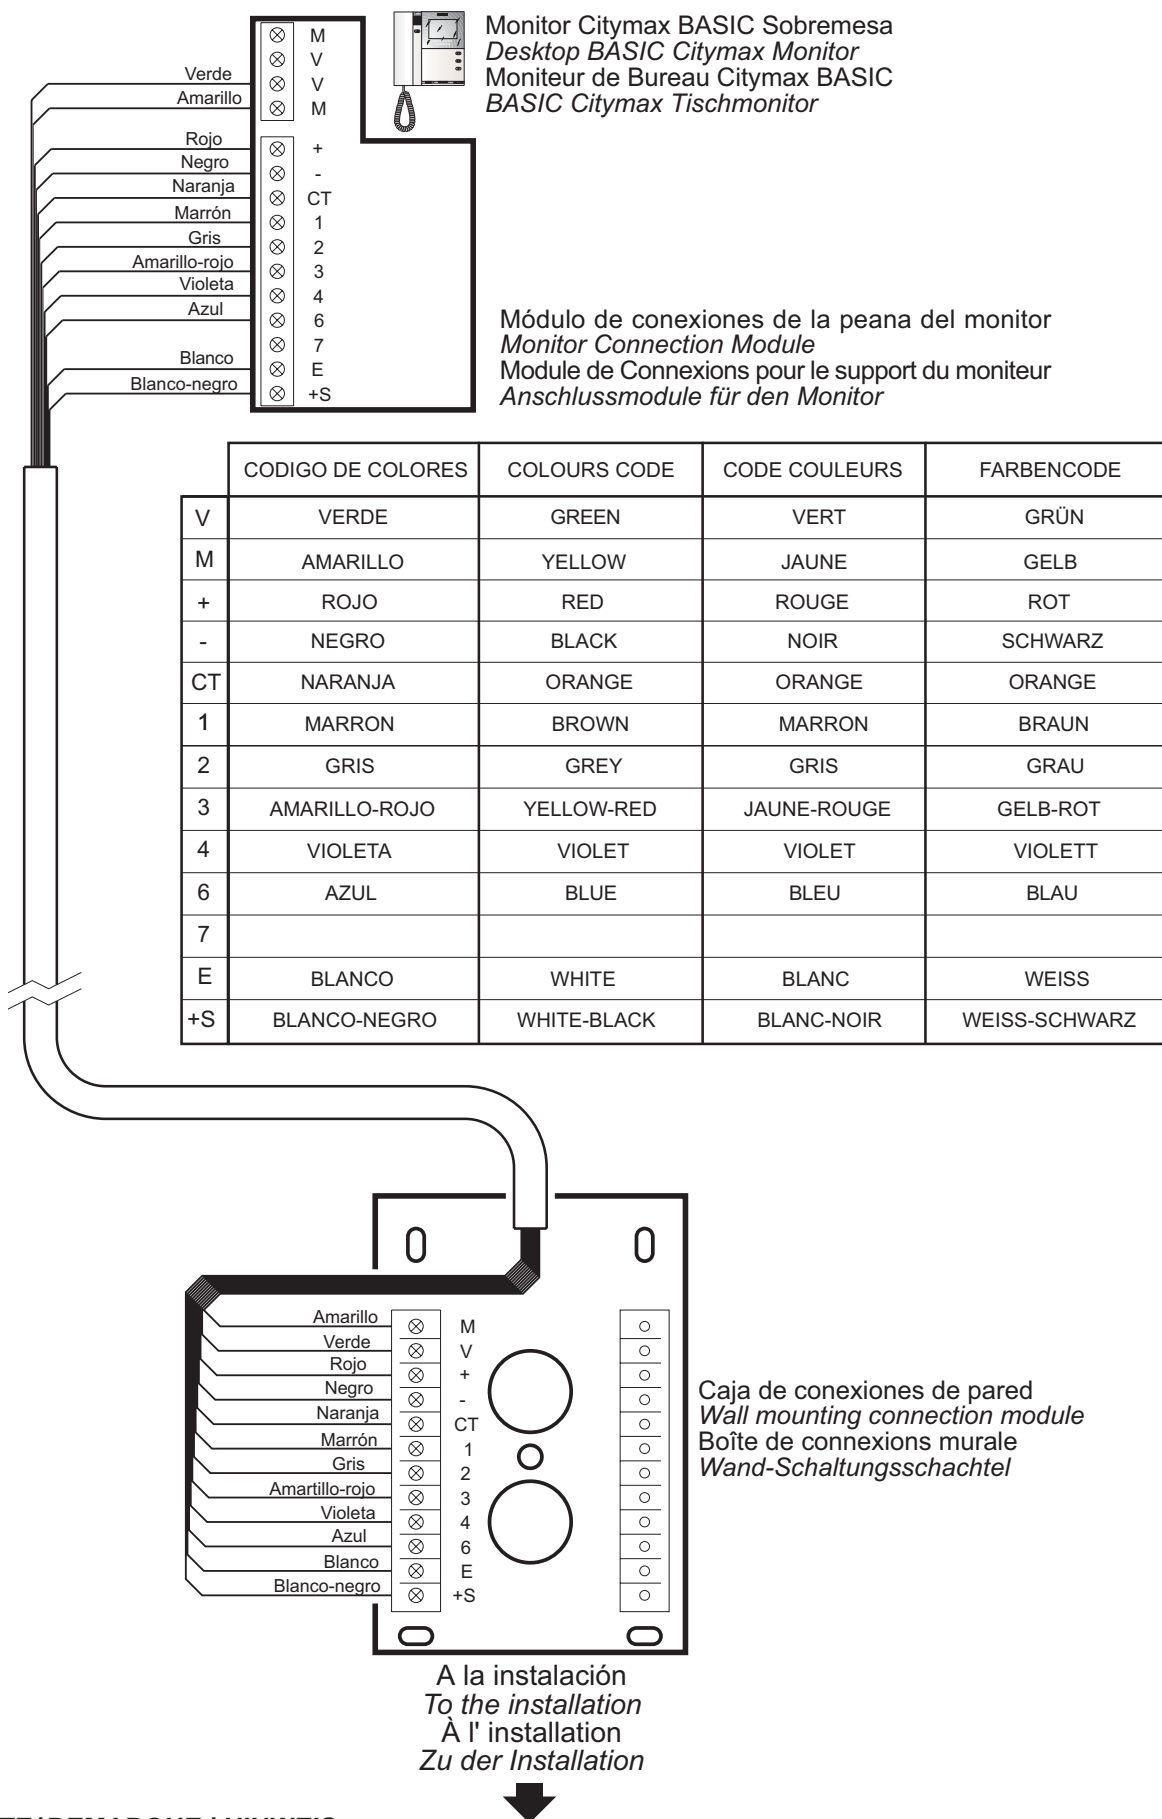 Monitor Citymax BASIC Sobremesa
Desktop BASIC Citymax Monitor
Moniteur de Bureau Citymax BASIC
BASIC Citymax Tischmonitor
M
V
Verde V
Amarillo M
Rojo +
Negro -
Naranja CT
Marrón 1
Gris 2
Amarillo-rojo 3
Violeta 4
Azul 6
7
Blanco E
Blanco-negro +S
Módulo de conexiones de la peana del monitor
Monitor Connection Module
Module de Connexions pour le support du moniteur
Anschlussmodule für den Monitor
CODIGO DE COLORES COLOURS CODE CODE COULEURS FARBENCODE
V VERDE GREEN VERT GRÜN
M AMARILLO YELLOW JAUNE GELB
+ ROJO RED ROUGE ROT
- NEGRO BLACK NOIR SCHWARZ
CT NARANJA ORANGE ORANGE ORANGE
1 MARRON BROWN MARRON BRAUN
2 GRIS GREY GRIS GRAU
3 AMARILLO-ROJO YELLOW-RED JAUNE-ROUGE GELB-ROT
4 VIOLETA VIOLET VIOLET VIOLETT
6 AZUL BLUE BLEU BLAU
7
E BLANCO WHITE BLANC WEISS
+S BLANCO-NEGRO WHITE-BLACK BLANC-NOIR WEISS-SCHWARZ
Amarillo M
Verde V
Rojo +
Negro -
Naranja CT
Marrón 1
Gris 2
Amartillo-rojo 3
Violeta 4
Azul 6
Blanco E
Blanco-negro +S
Caja de conexiones de pared
Wall mounting connection module
Boîte de connexions murale
Wand-Schaltungsschachtel
A la instalación
To the installation
À l' installation
Zu der Installation